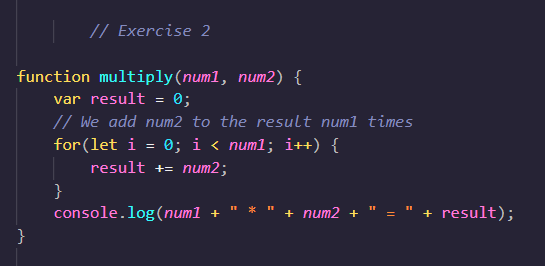 // Exercise 2
function multiply(num1, num2) {
var result = 0;
// We add num2 to the result num1 times
for(let i = 0; i < num1; i++) {
result += num2;
}
console.log(num1 + " * " + num2 + " = " + result);
}